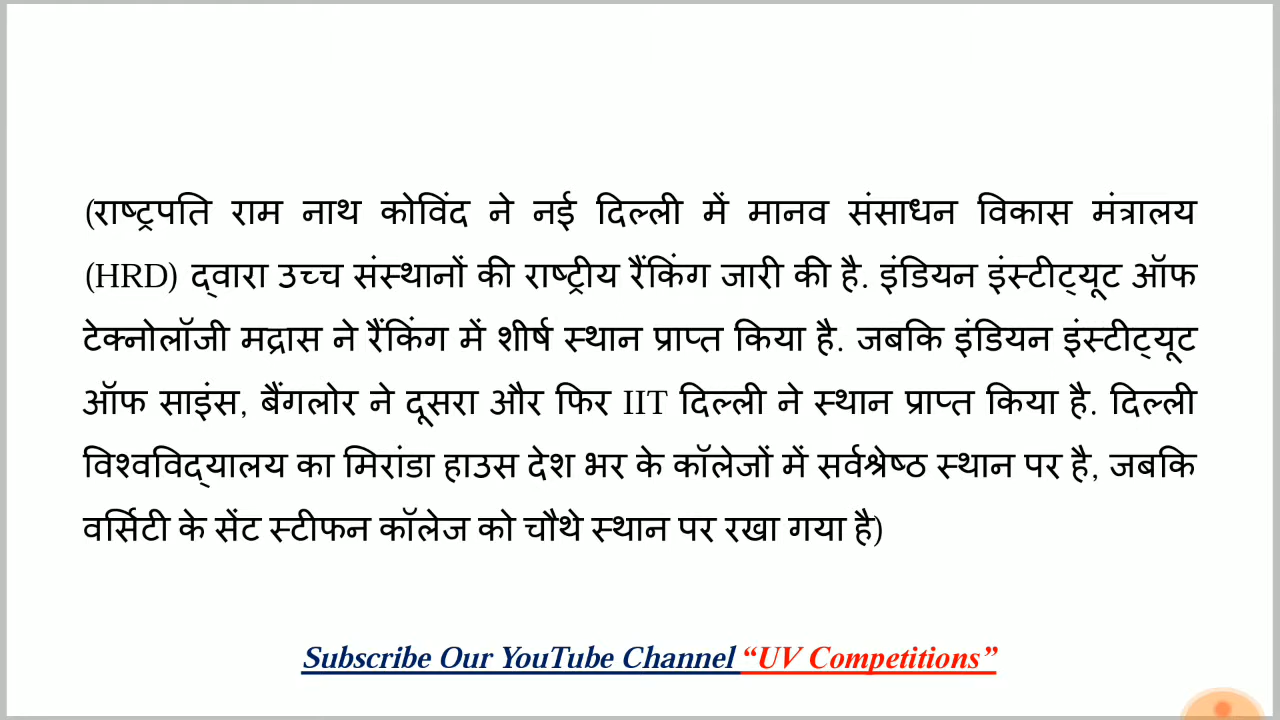 (राष्ट्रपति राम नाथ कोविंद ने नई दिल्ली में मानव संसाधन विकास मंत्रालय
(HRD) द्वारा उच्च संस्थानों की राष्ट्रीय रैंकिंग जारी की है. इंडियन इंस्टीट्यूट ऑफ
टेक्नोलॉजी मद्रास ने रैंकिंग में शीर्ष स्थान प्राप्त किया है. जबकि इंडियन इंस्टीट्यूट
ऑफ साइंस, बैंगलोर ने दूसरा और फिर IIT दिल्ली ने स्थान प्राप्त किया है. दिल्ली
विश्वविद्यालय का मिरांडा हाउस देश भर के कॉलेजों में सर्वश्रेष्ठ स्थान पर है, जबकि
वर्सिटी के सेंट स्टीफन कॉलेज को चौथे स्थान पर रखा गया है)
Subscribe Our YouTube Channel “UV Competitions”